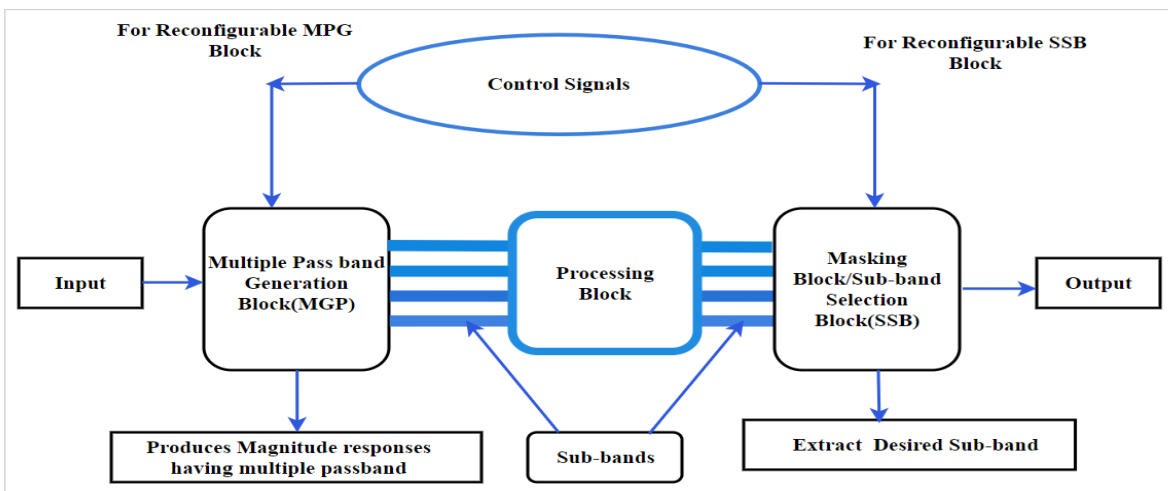 For Reconfigurable MPG
Block
For Reconfigurable SSB
Block
Control Signals
Input
Multiple Pass band
Generation
Block(MGP)
Processing
Block
Masking
Block/Sub-band
Selection
Block(SSB)
Output
Produces Magnitude responses
having multiple passband
Sub-bands
Extract Desired Sub-band